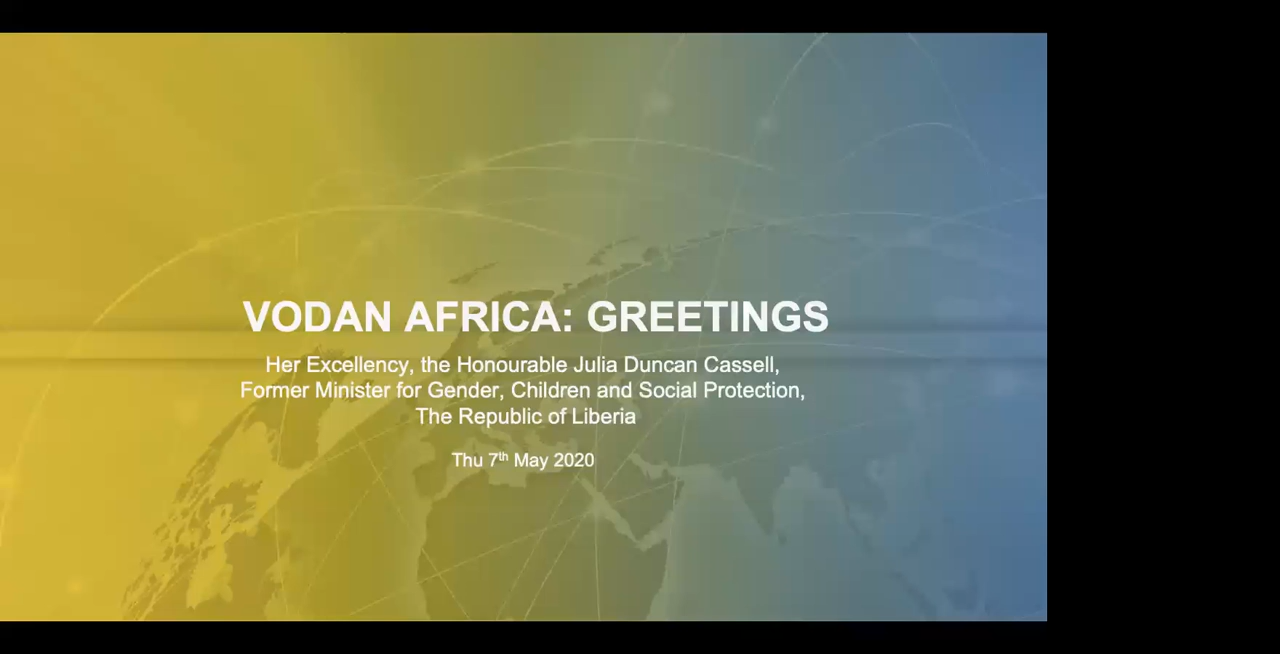 VODAN AFRICA: GREETINGS
Her Excellency, the Honourable Julia Duncan Cassell,
Former Minister for Gender, Children and Social Protection,
The Republic of Liberia
Thu 7th May 2020